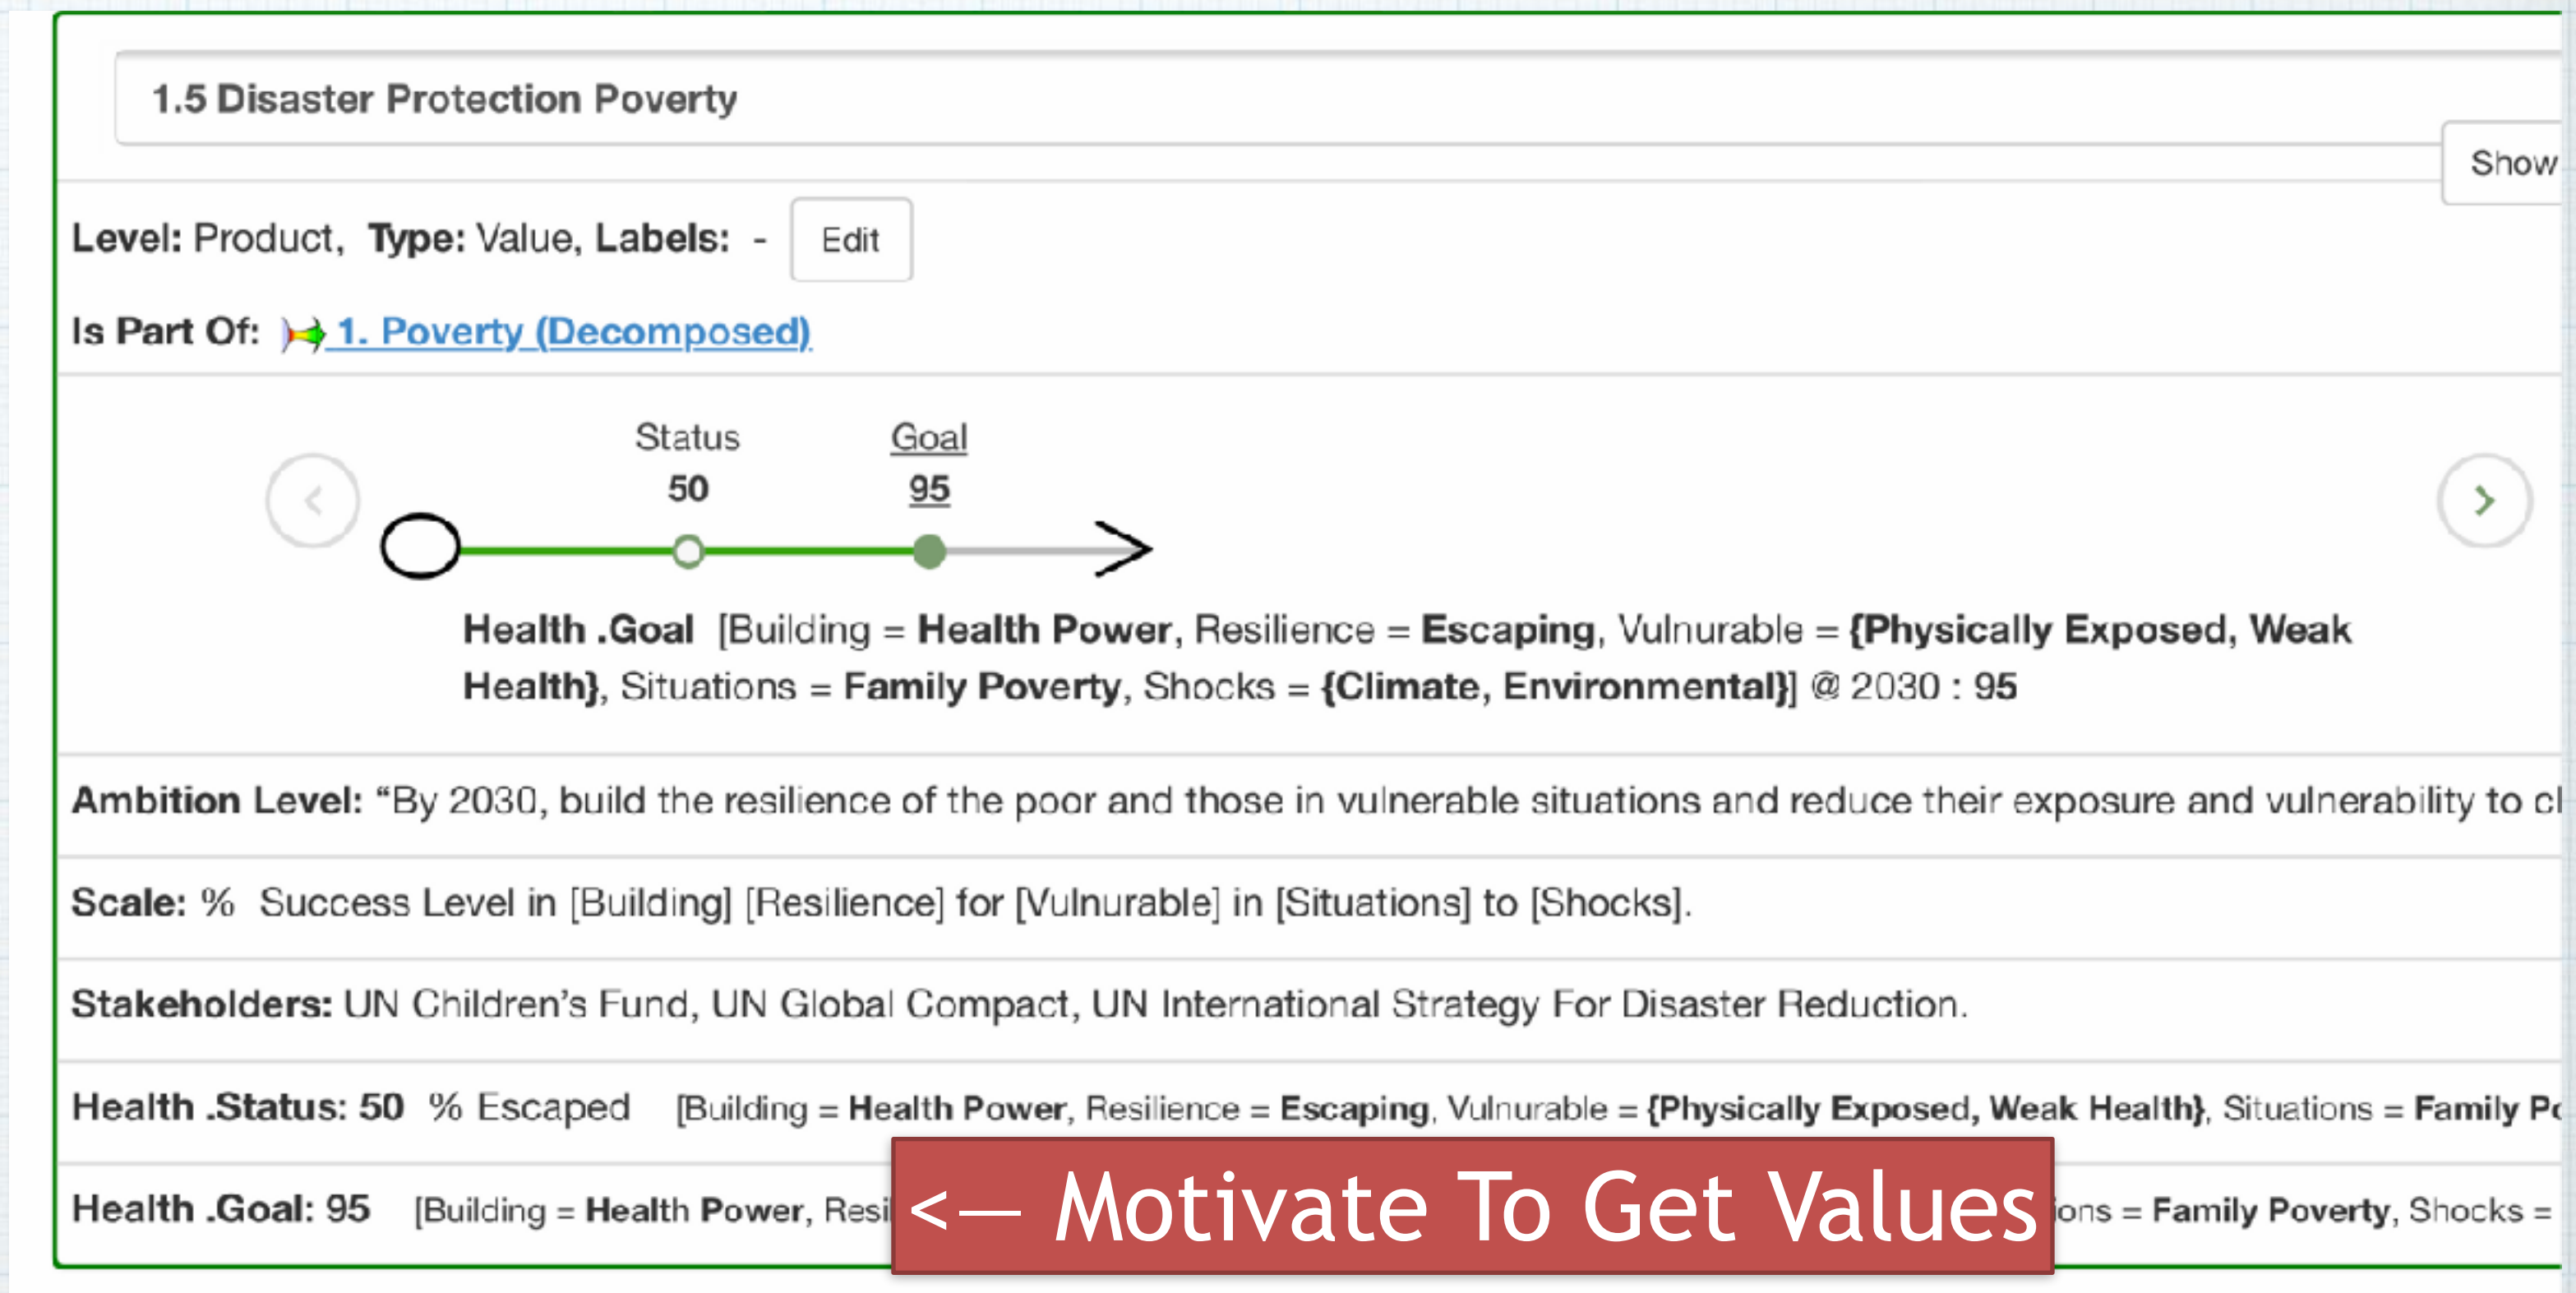 1.5 Disaster Protection Poverty
Show
Level: Product, Type: Value, Labels: - Edit
Is Part Of: 1. Poverty (Decomposed)
Status Goal
50 95
Health .Goal [Building = Health Power, Resilience = Escaping, Vulnurable = {Physically Exposed, Weak
Health}, Situations = Family Poverty, Shocks = {Climate, Environmental}] @ 2030 : 95
Ambition Level: “By 2030, build the resilience of the poor and those in vulnerable situations and reduce their exposure and vulnerability to
Scale: % Success Level in [Building] [Resilience] for [Vulnurable] in [Situations] to [Shocks].
Stakeholders: UN Children’s Fund, UN Global Compact, UN International Strategy For Disaster Reduction.
Health .Status: 50 % Escaped [Building = Health Power, Resilience = Escaping, Vulnurable = {Physically Exposed, Weak Health}, Situations = Family
Health .Goal: 95 [Building = Health Power, = Family Poverty, Shocks =
<— Motivate To Get Values